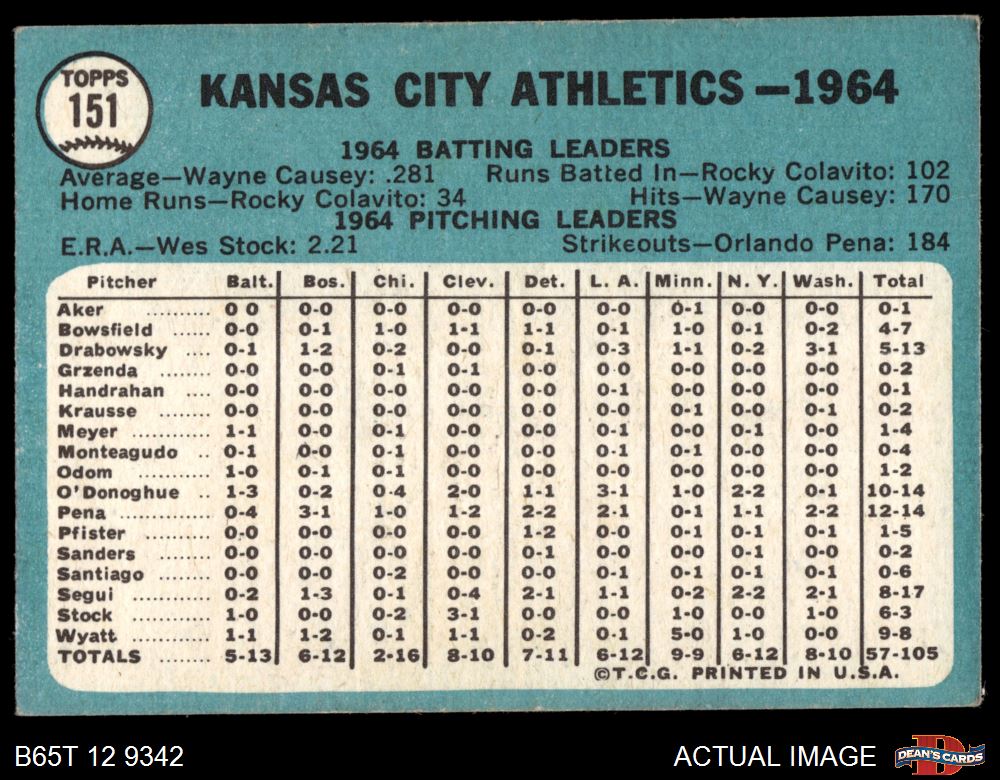 TOPPS
151
KANSAS CITY ATHLETICS—1964
1964 BATTING LEADERS
Average—Wayne Causey: .281 Runs Batted In—Rocky Colavito: 102
Home Runs—Rocky Colavito: 34 Hits—Wayne Causey: 170
1964 PITCHING LEADERS
E.R.A.—Wes Stock: 2.21 Strikeouts—Orlando Pena: 184
Pitcher Balt. Bos. Chi. Clev. Det. L. A. Minn. N. Y. Wash. Total
Aker .......... 0 0 0-0 0-0 0-0 0-0 0-0 0-1 0-0 0-0 0-1
Bowsfield ...... 0-0 0-1 1-0 1-1 1-1 0-0 1-0 0-1 0-2 4-7
Drabowsky .... 0-1 1-2 0-2 0-0 0-1 0-3 1-1 0-2 3-1 5-13
Grzenda ........ 0-0 0-0 0-1 0-1 0-0 0-0 0-0 0-0 0-0 0-2
Handrahan .... 0-0 0-0 0-0 0-0 0-0 0-1 0-0 0-0 0-0 0-1
Krausse ........ 0-0 0-0 0-0 0-0 0-0 0-0 0-1 0-0 0-1 0-2
Meyer ............ 1-1 0-0 0-1 0-0 0-0 0-1 0-0 0-1 0-0 1-4
Monteagudo .. 0-1 0-0 0-1 0-0 0-0 0-1 0-0 0-1 0-0 0-4
Odom ............ 1-0 0-1 0-1 0-0 0-0 0-0 0-0 0-0 0-0 1-2
O'Donoghue .. 1-3 0-2 0-4 2-0 1-1 3-1 1-0 2-2 0-1 10-14
Pena .............. 0-4 3-1 1-0 1-2 2-2 2-1 0-1 1-1 2-2 12-14
Pfister .......... 0-0 0-0 0-0 0-0 1-2 0-0 0-0 0-1 0-2 1-5
Sanders ........ 0-0 0-0 0-0 0-0 0-1 0-0 0-0 0-1 0-0 0-2
Santiago ........ 0-0 0-0 0-2 0-0 0-0 0-1 0-1 0-1 0-1 0-6
Segui ............ 0-2 1-3 0-1 0-4 2-1 1-1 0-2 2-2 2-1 8-17
Stock ............ 1-0 0-0 0-2 3-1 0-0 0-0 1-0 0-0 1-0 6-3
Wyatt ............ 1-1 1-2 0-1 1-1 0-2 0-1 5-0 1-0 0-0 9-8
TOTALS ........ 5-13 6-12 2-16 8-10 7-11 6-12 9-9 6-12 8-10 57-105
©T.C.G. PRINTED IN U.S.A.
B65T 12 9342 ACTUAL IMAGE DEAN'S CARDS